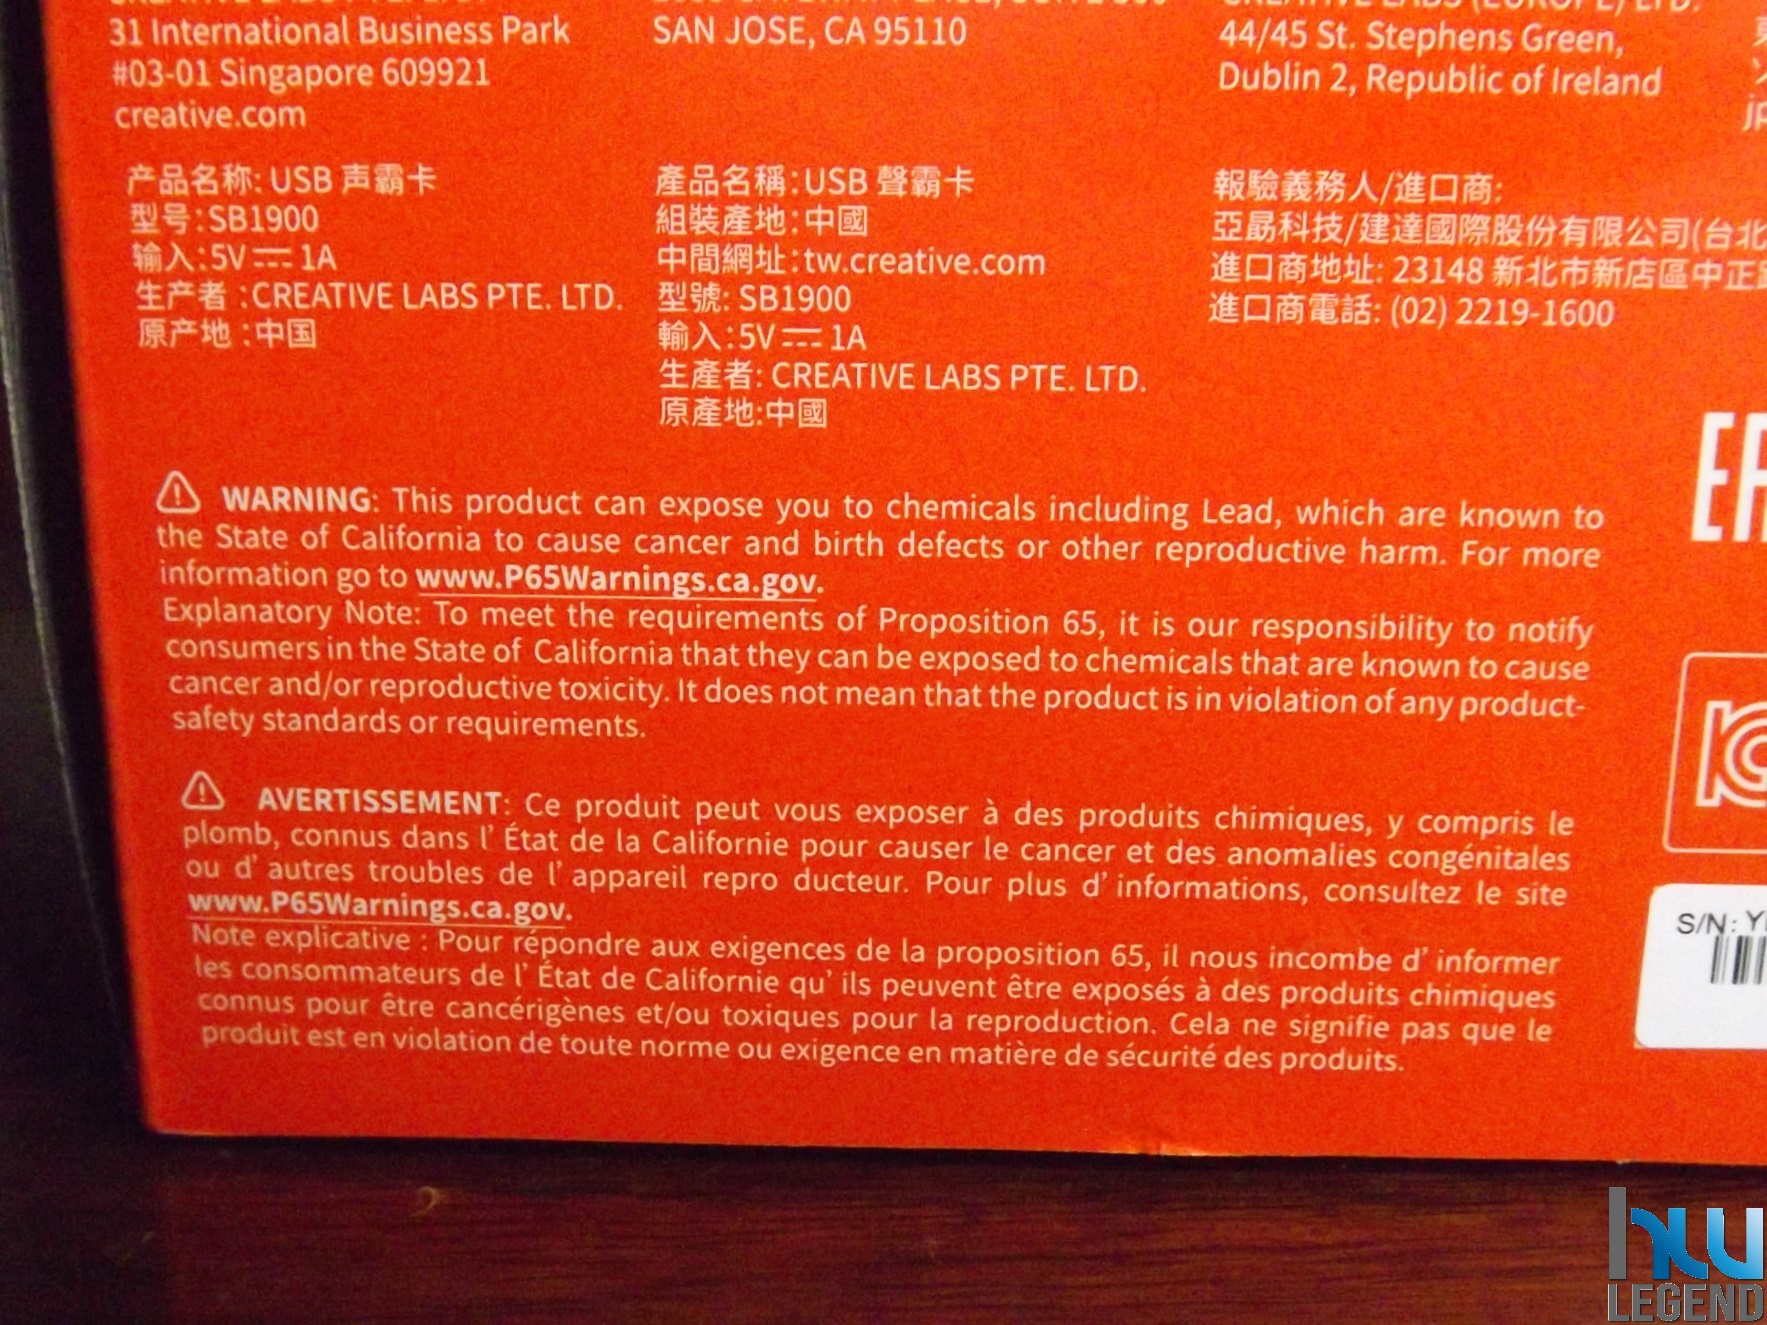 31 International Business Park
#03-01 Singapore 609921
creative.com
SAN JOSE, CA 95110
CREATIVE LABS (EUROPE) LTD.
44/45 St. Stephens Green,
Dublin 2, Republic of Ireland
产品名称: USB 声霸卡
型号: SB1900
输入: 5V ⎓ 1A
生产者 :CREATIVE LABS PTE. LTD.
原产地 :中国
產品名稱: USB 聲霸卡
組裝產地: 中國
中間網址: tw.creative.com
型號: SB1900
輸入: 5V ⎓ 1A
生產者: CREATIVE LABS PTE. LTD.
原產地:中國
報驗義務人/進口商:
亞勗科技/建達國際股份有限公司(台北
進口商地址: 23148 新北市新店區中正路
進口商電話: (02) 2219-1600
WARNING: This product can expose you to chemicals including Lead, which are known to
the State of California to cause cancer and birth defects or other reproductive harm. For more
information go to www.P65Warnings.ca.gov.
Explanatory Note: To meet the requirements of Proposition 65, it is our responsibility to notify
consumers in the State of California that they can be exposed to chemicals that are known to cause
cancer and/or reproductive toxicity. It does not mean that the product is in violation of any product-
safety standards or requirements.
AVERTISSEMENT: Ce produit peut vous exposer à des produits chimiques, y compris le
plomb, connus dans l' État de la Californie pour causer le cancer et des anomalies congénitales
ou d' autres troubles de l' appareil repro ducteur. Pour plus d' informations, consultez le site
www.P65Warnings.ca.gov.
Note explicative : Pour répondre aux exigences de la proposition 65, il nous incombe d' informer
les consommateurs de l' État de Californie qu' ils peuvent être exposés à des produits chimiques
connus pour être cancérigènes et/ou toxiques pour la reproduction. Cela ne signifie pas que le
produit est en violation de toute norme ou exigence en matière de sécurité des produits.
S/N: Y
hw
LEGEND